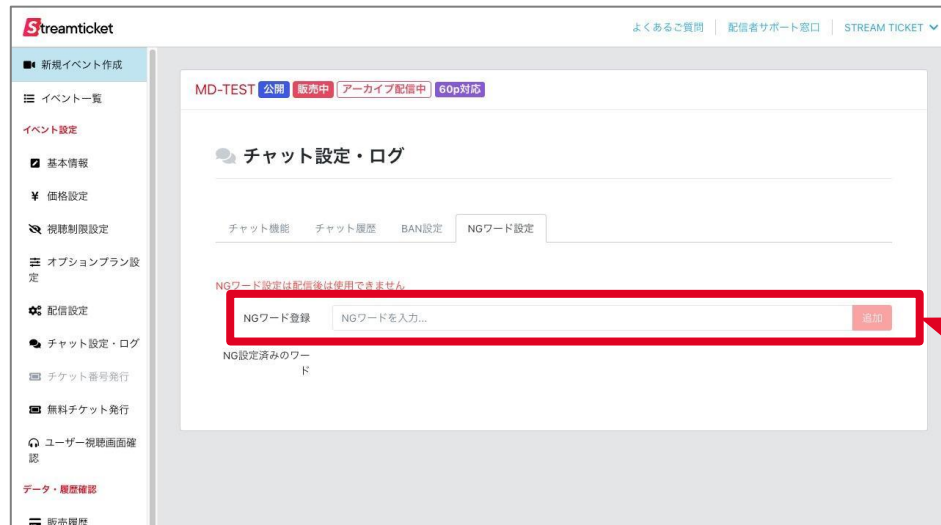 Streamticket
よくあるご質問
配信者サポート窓口
STREAM TICKET
新規イベント作成
イベント一覧
イベント設定
基本情報
価格設定
視聴制限設定
オプションプラン設
定
配信設定
チャット設定・ログ
チケット番号発行
無料チケット発行
ユーザー視聴画面確
認
データ・履歴確認
販売履歴
MD-TEST 公開 販売中 アーカイブ配信中 60p対応
チャット設定・ログ
チャット機能 チャット履歴 BAN設定 NGワード設定
NGワード設定は配信後は使用できません
NGワード登録 NGワードを入力... 追加
NG設定済みのワー
ド